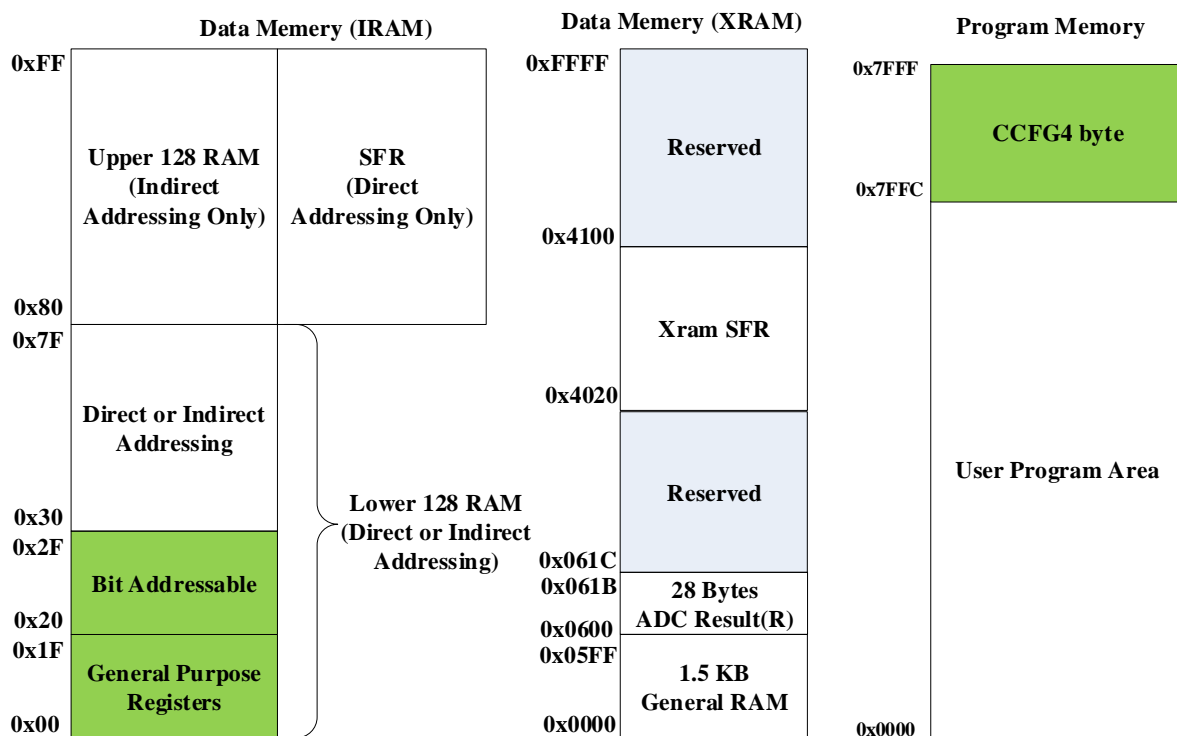 Data Memery (IRAM)
0xFF
Upper 128 RAM
(Indirect
Addressing Only)
SFR
(Direct
Addressing Only)
0x80
0x7F
Direct or Indirect
Addressing
0x30
0x2F
Bit Addressable
0x20
0x1F
General Purpose
Registers
0x00
Lower 128 RAM
(Direct or Indirect
Addressing)
Data Memery (XRAM)
0xFFFF
Reserved
0x4100
Xram SFR
0x4020
Reserved
0x061C
0x061B
28 Bytes
ADC Result(R)
0x0600
0x05FF
1.5 KB
General RAM
0x0000
Program Memory
0x7FFF
CCFG4 byte
0x7FFC
User Program Area
0x0000